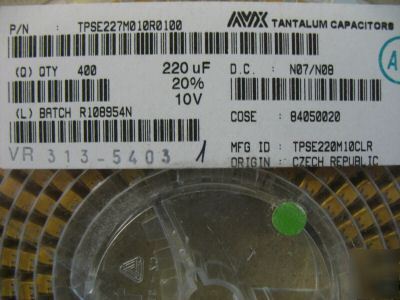 P/N : TPSE227M010R0100
AVX TANTALUM CAPACITORS
(Q) QTY 400
220 uF
20%
10V
D.C. : N07/N08
A
(L) BATCH R108954N
COSE : 84050020
VR 313-5403 1
MFG ID : TPSE220M10CLR
ORIGIN : CZECH REPUBLIC